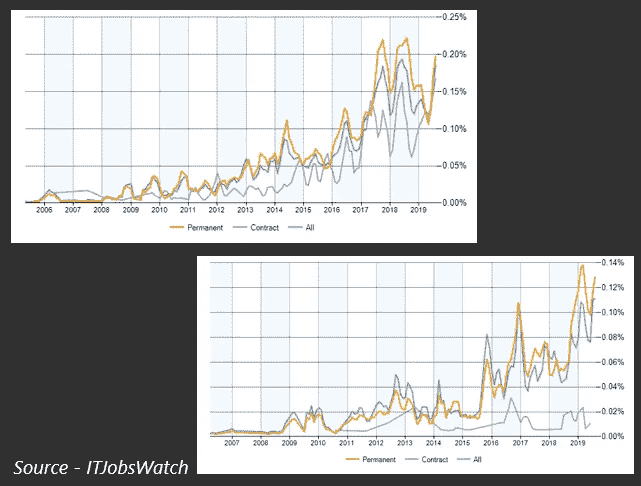 0.25%
0.20%
0.15%
0.10%
0.05%
0.00%
2006 2007 2008 2009 2010 2011 2012 2013 2014 2015 2016 2017 2018 2019
Permanent Contract All
0.14%
0.12%
0.10%
0.08%
0.06%
0.04%
0.02%
0.00%
2007 2008 2009 2010 2011 2012 2013 2014 2015 2016 2017 2018 2019
Permanent Contract All
Source - ITJobsWatch